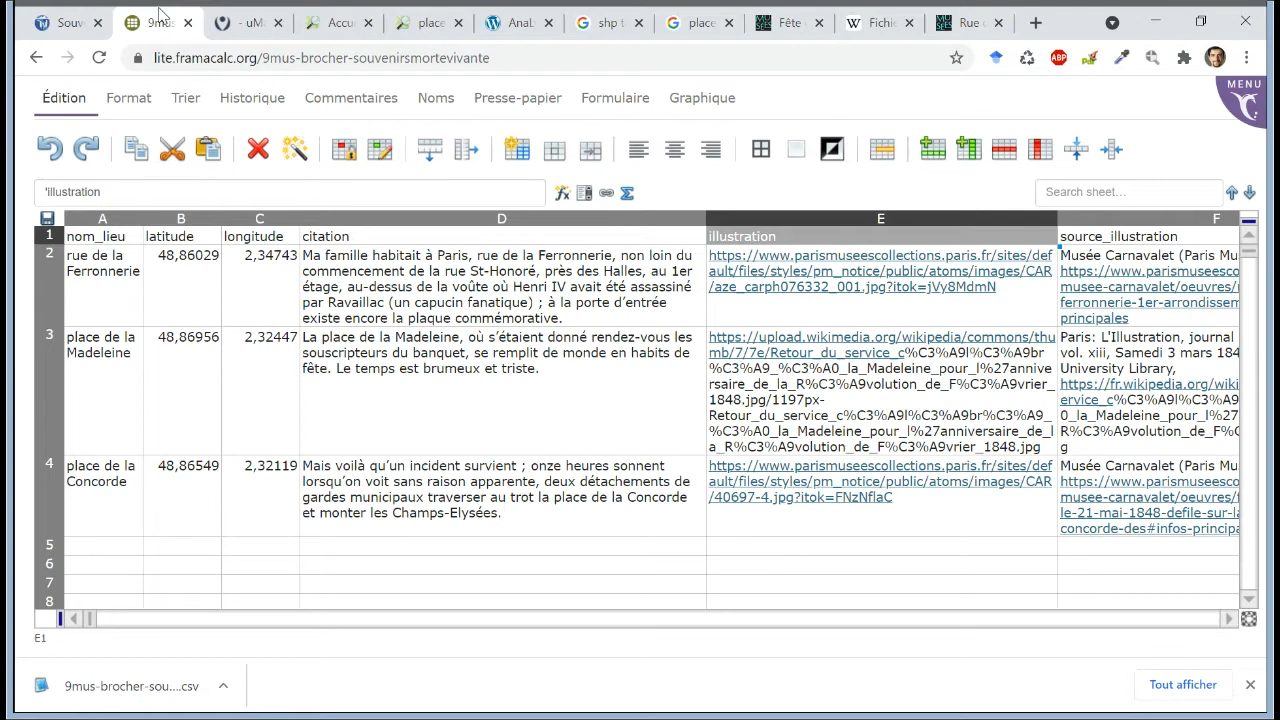 Souv
9mus
- uM
Accu
place
Anal
shp t
place
Fête
Fichi
Rue c
lite.framacalc.org/9mus-brocher-souvenirsmortevivante
ABP
Édition Format Trier Historique Commentaires Noms Presse-papier Formulaire Graphique
MENU
'illustration
Search sheet...
A B C D E F
1 nom_lieu latitude longitude citation illustration source_illustration
2
rue de la
Ferronnerie
48,86029
2,34743
Ma famille habitait à Paris, rue de la Ferronnerie, non loin du
commencement de la rue St-Honoré, près des Halles, au 1er
étage, au-dessus de la voûte où Henri IV avait été assassiné
par Ravaillac (un capucin fanatique) ; à la porte d'entrée
existe encore la plaque commémorative.
https://www.parismuseescollections.paris.fr/sites/def
ault/files/styles/pm_notice/public/atoms/images/CAR
/aze_carph076332_001.jpg?itok=jVy8MdmN
Musée Carnavalet (Paris Mu
https://www.parismuseesco
musee-carnavalet/oeuvres/r
ferronnerie-1er-arrondissem
principales
3
place de la
Madeleine
48,86956
2,32447
La place de la Madeleine, où s'étaient donné rendez-vous les
souscripteurs du banquet, se remplit de monde en habits de
fête. Le temps est brumeux et triste.
https://upload.wikimedia.org/wikipedia/commons/thu
mb/7/7e/Retour_du_service_c%C3%A9l%C3%A9br
%C3%A9_%C3%A0_la_Madeleine_pour_l%27annive
rsaire_de_la_R%C3%A9volution_de_F%C3%A9vrier_
1848.jpg/1197px-
Retour_du_service_c%C3%A9l%C3%A9br%C3%A9_
%C3%A0_la_Madeleine_pour_l%27anniversaire_de_l
a_R%C3%A9volution_de_F%C3%A9vrier_1848.jpg
Paris: L'Illustration, journal
vol. xiii, Samedi 3 mars 184
University Library,
https://fr.wikipedia.org/wiki
ervice_c%C3%A9l%C3%A9
0_la_Madeleine_pour_l%27
R%C3%A9volution_de_F%C
g
4
place de la
Concorde
48,86549
2,32119
Mais voilà qu'un incident survient ; onze heures sonnent
lorsqu'on voit sans raison apparente, deux détachements de
gardes municipaux traverser au trot la place de la Concorde
et monter les Champs-Elysées.
https://www.parismuseescollections.paris.fr/sites/def
ault/files/styles/pm_notice/public/atoms/images/CAR
/40697-4.jpg?itok=FNzNflaC
Musée Carnavalet (Paris Mu
https://www.parismuseesco
musee-carnavalet/oeuvres/f
le-21-mai-1848-defile-sur-la
concorde-des#infos-principa
5
6
7
8
E1
9mus-brocher-sou....csv
Tout afficher